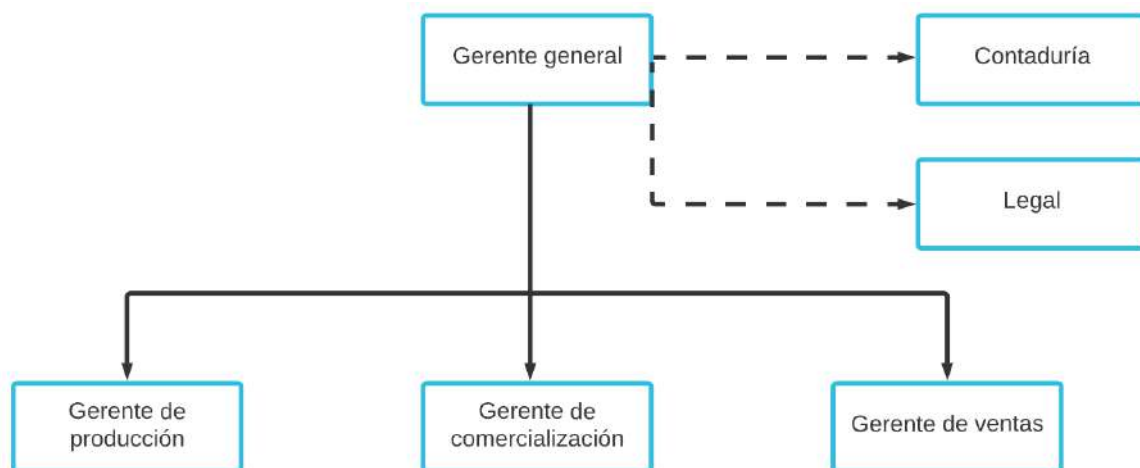 Gerente general
Contaduría
Legal
Gerente de
producción
Gerente de
comercialización
Gerente de ventas